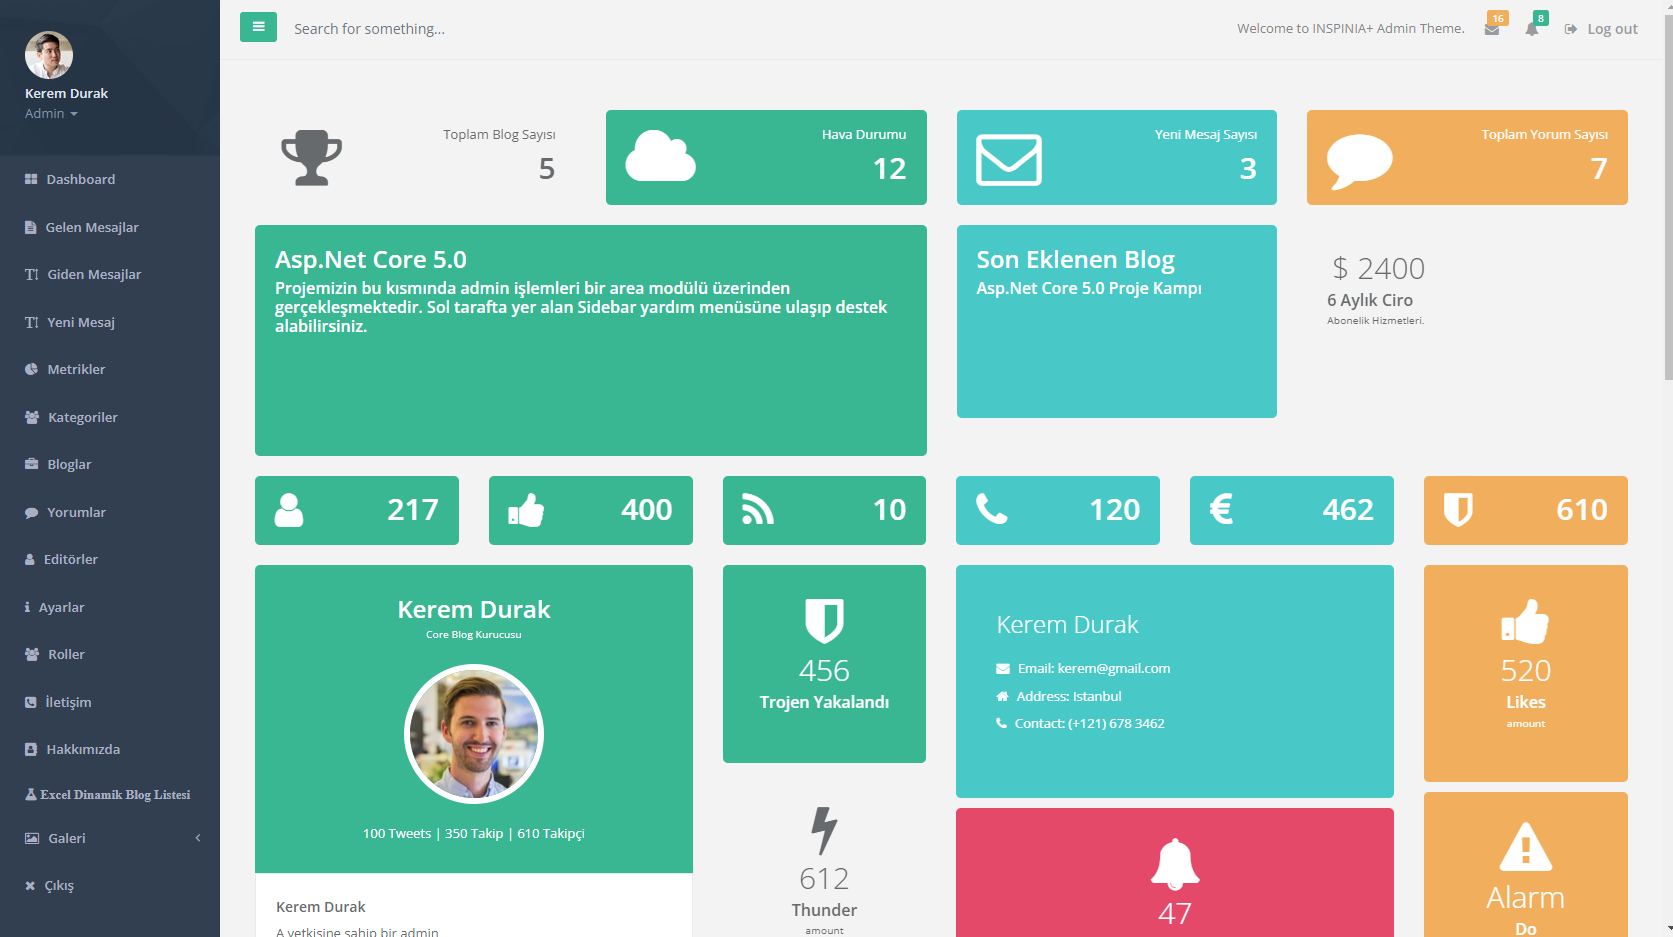 Kerem Durak
Admin
Dashboard
Gelen Mesajlar
Giden Mesajlar
Yeni Mesaj
Metrikler
Kategoriler
Bloglar
Yorumlar
Editörler
Ayarlar
Roller
İletişim
Hakkımızda
Excel Dinamik Blog Listesi
Galeri
Çıkış
Search for something...
Welcome to INSPINIA+ Admin Theme.
16
8
Log out
Toplam Blog Sayısı
5
Hava Durumu
12
Yeni Mesaj Sayısı
3
Toplam Yorum Sayısı
7
Asp.Net Core 5.0
Projemizin bu kısmında admin işlemleri bir area modülü üzerinden
gerçekleşmektedir. Sol tarafta yer alan Sidebar yardım menüsüne ulaşıp destek
alabilirsiniz.
Son Eklenen Blog
Asp.Net Core 5.0 Proje Kampı
$ 2400
6 Aylık Ciro
Abonelik Hizmetleri.
217
400
10
120
462
610
Kerem Durak
Core Blog Kurucusu
100 Tweets | 350 Takip | 610 Takipçi
Kerem Durak
A yetkisine sahip bir admin
456
Trojen Yakalandı
612
Thunder
amount
Kerem Durak
Email: kerem@gmail.com
Address: Istanbul
Contact: (+121) 678 3462
47
520
Likes
amount
Alarm
Do